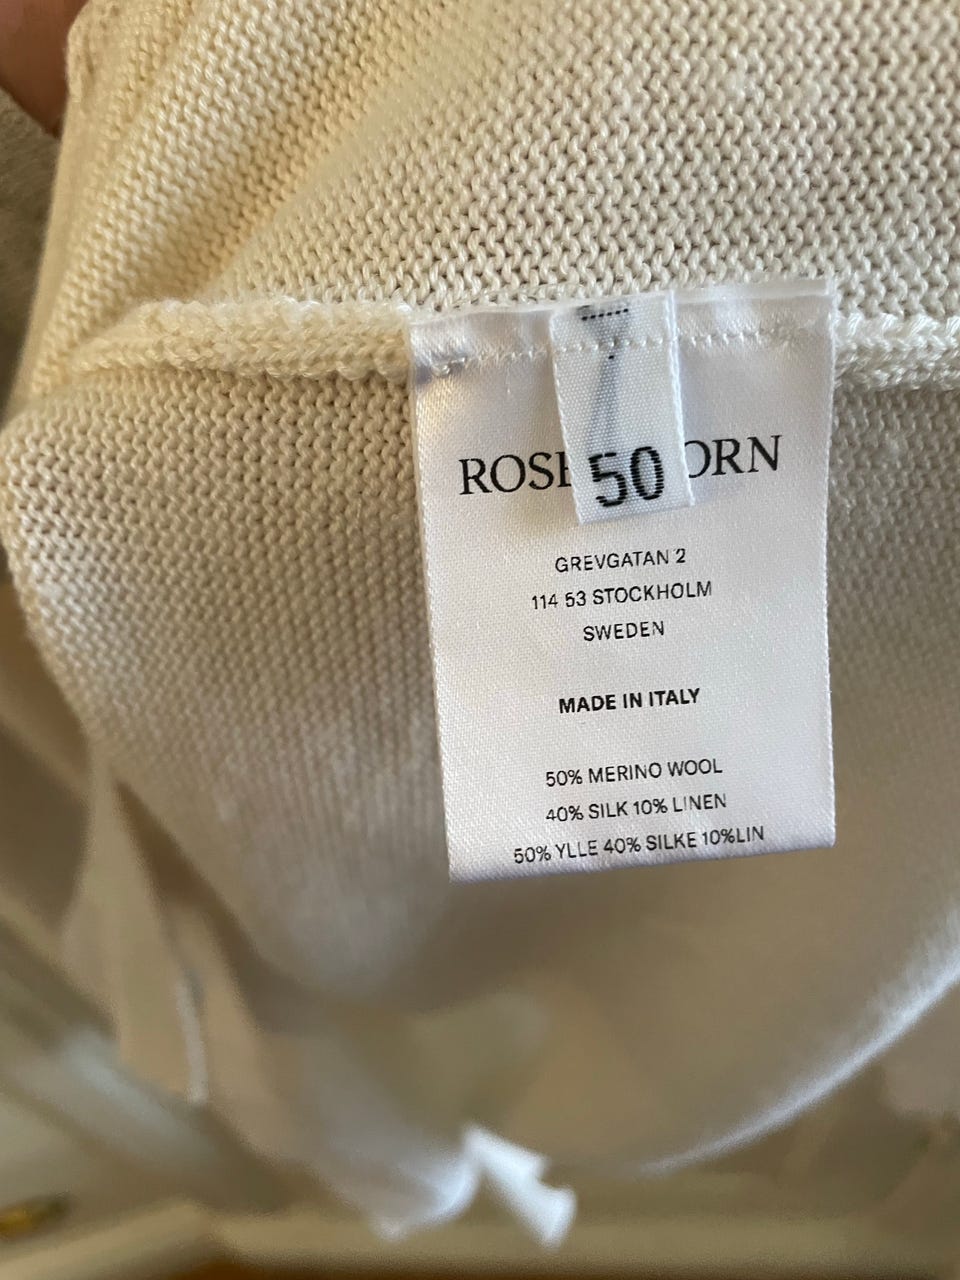 ROSE 50 ORN
GREVGATAN 2
114 53 STOCKHOLM
SWEDEN
MADE IN ITALY
50% MERINO WOOL
40% SILK 10% LINEN
50% YLLE 40% SILKE 10%LIN